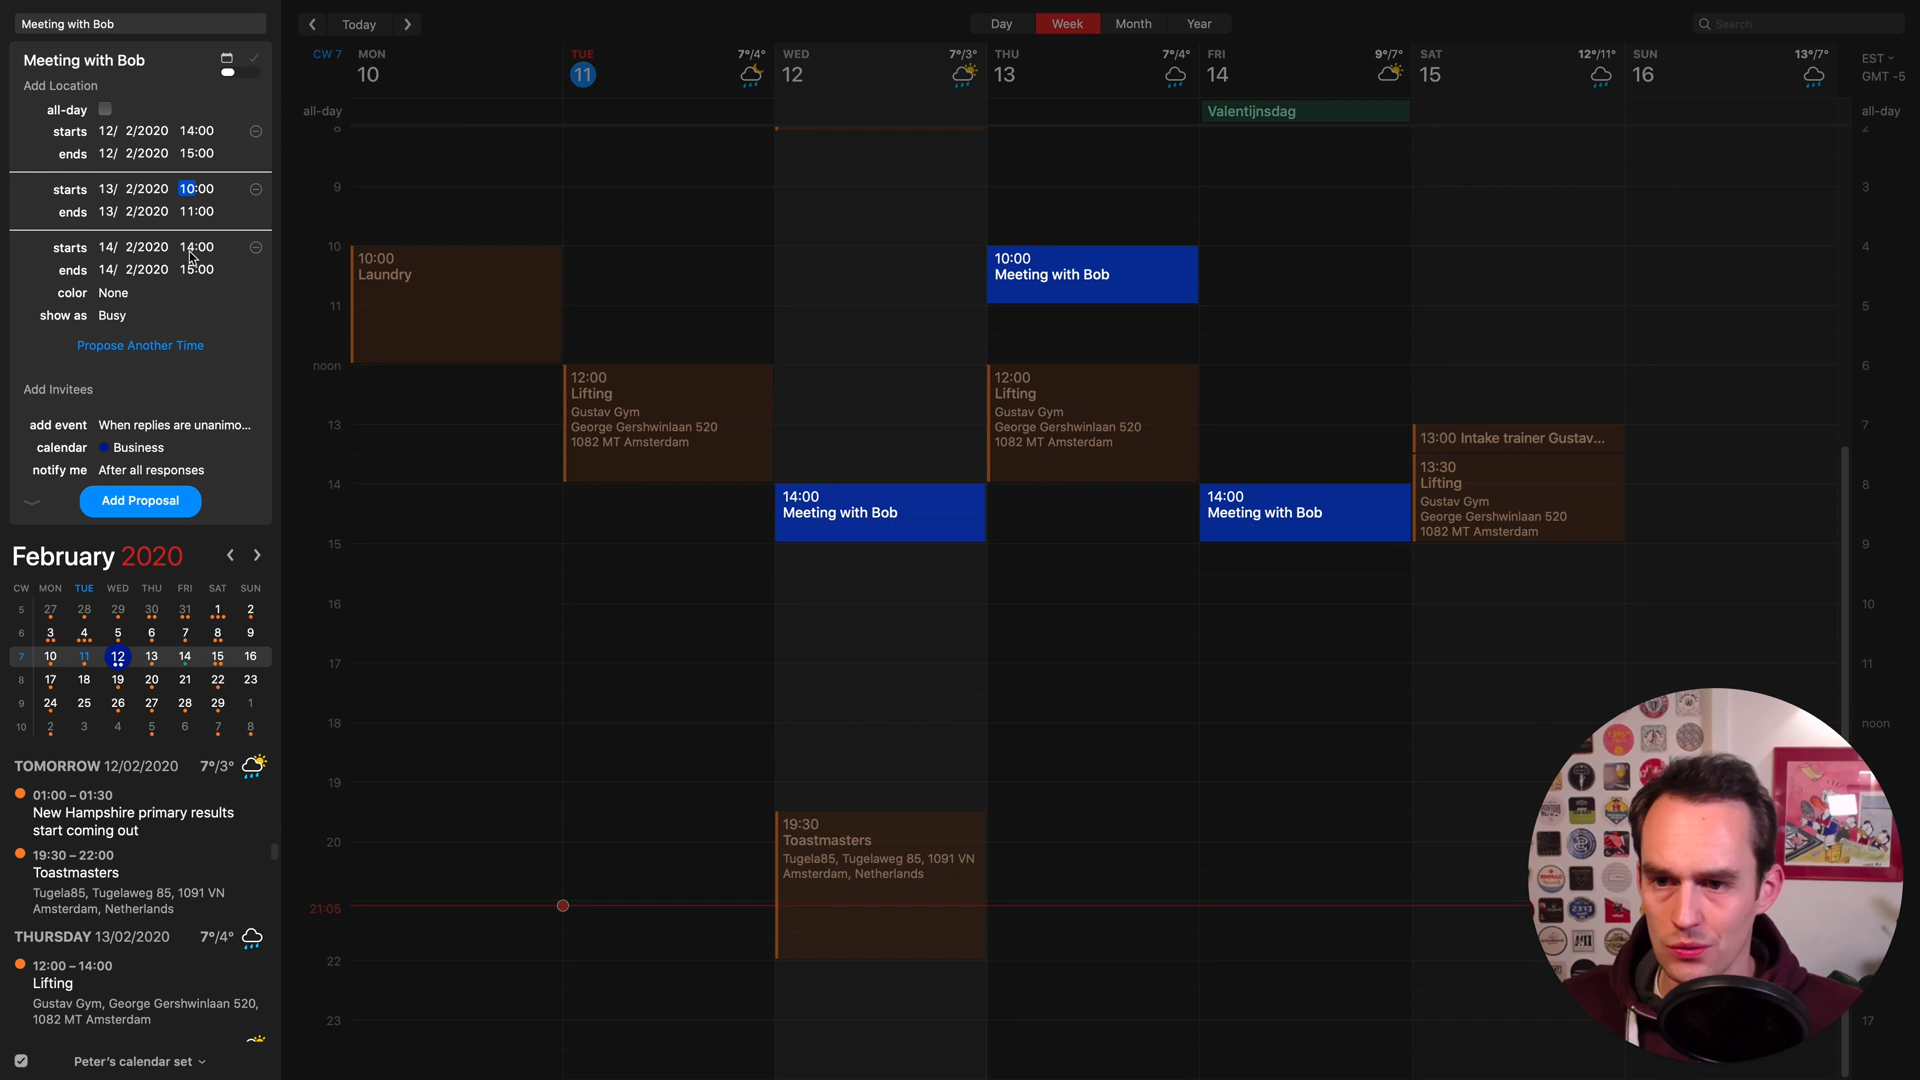 Meeting with Bob
Meeting with Bob
Add Location
all-day
starts 12/ 2/2020 14:00
ends 12/ 2/2020 15:00
starts 13/ 2/2020 10:00
ends 13/ 2/2020 11:00
starts 14/ 2/2020 14:00
ends 14/ 2/2020 15:00
color None
show as Busy
Propose Another Time
Add Invitees
add event When replies are unanimo...
calendar Business
notify me After all responses
Add Proposal
February 2020
CW MON TUE WED THU FRI SAT SUN
5 27 28 29 30 31 1 2
6 3 4 5 6 7 8 9
7 10 11 12 13 14 15 16
8 17 18 19 20 21 22 23
9 24 25 26 27 28 29 1
10 2 3 4 5 6 7 8
TOMORROW 12/02/2020 7°/3°
01:00 – 01:30
New Hampshire primary results
start coming out
19:30 – 22:00
Toastmasters
Tugela85, Tugelaweg 85, 1091 VN
Amsterdam, Netherlands
THURSDAY 13/02/2020 7°/4°
12:00 – 14:00
Lifting
Gustav Gym, George Gershwinlaan 520,
1082 MT Amsterdam
Peter's calendar set
Today
Day Week Month Year
Search
CW 7 MON TUE 7°/4° WED 7°/3° THU 7°/4° FRI 9°/7° SAT 12°/11° SUN 13°/7° EST
10 11 12 13 14 15 16 GMT -5
all-day Valentijnsdag all-day
8
9 3
10 4
11 5
noon 6
13 7
14 8
15 9
16 10
17 11
18 noon
19
20
21:05
22
23 17
10:00
Laundry
12:00
Lifting
Gustav Gym
George Gershwinlaan 520
1082 MT Amsterdam
14:00
Meeting with Bob
19:30
Toastmasters
Tugela85, Tugelaweg 85, 1091 VN
Amsterdam, Netherlands
10:00
Meeting with Bob
12:00
Lifting
Gustav Gym
George Gershwinlaan 520
1082 MT Amsterdam
14:00
Meeting with Bob
13:00 Intake trainer Gustav...
13:30
Lifting
Gustav Gym
George Gershwinlaan 520
1082 MT Amsterdam